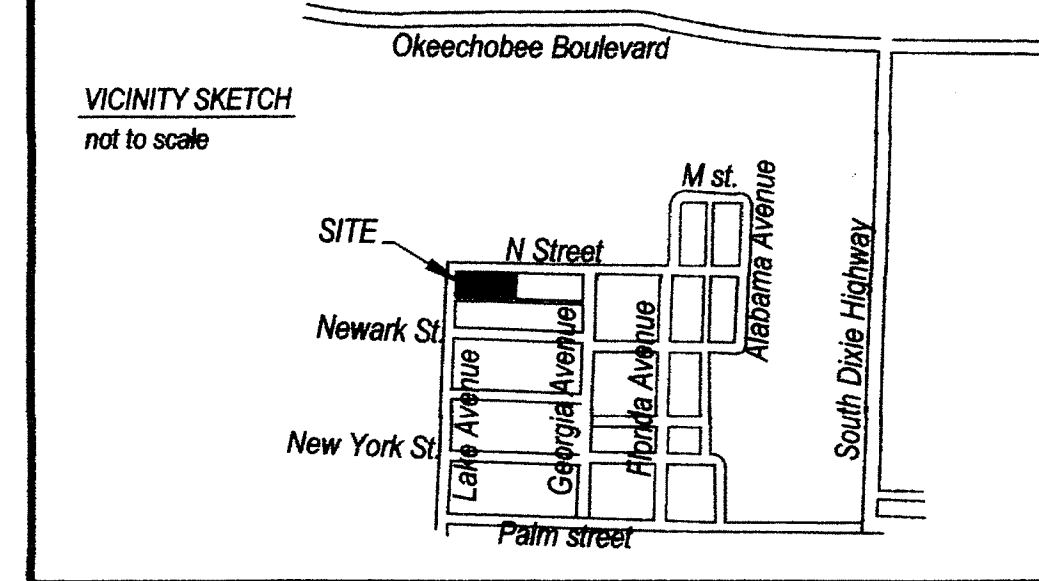 Okeechobee Boulevard
VICINITY SKETCH
not to scale
M st.
Alabama Avenue
SITE
N Street
South Dixie Highway
Newark St.
Lake Avenue
Georgia Avenue
Florida Avenue
New York St.
Palm street